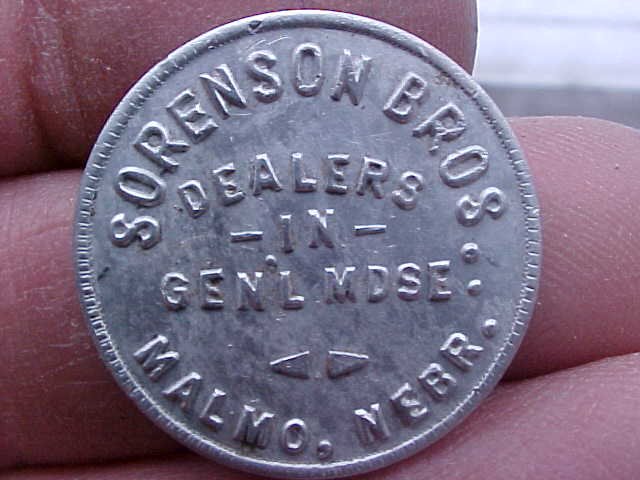 SORENSON BROS.
DEALERS
- IN -
GEN'L MDSE.
MALMO, NEBR.